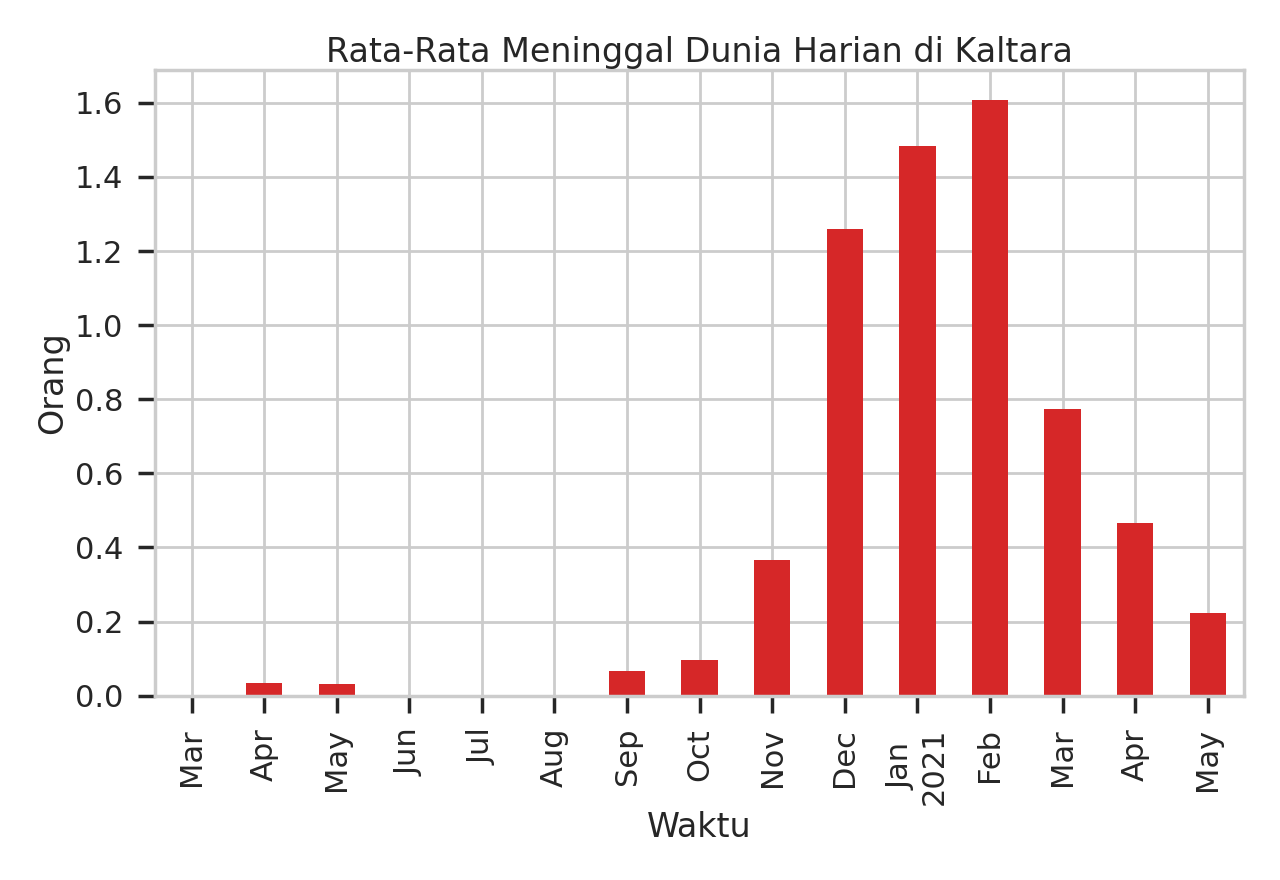 Rata-Rata Meninggal Dunia Harian di Kaltara
1.6
1.4
1.2
1.0
0.8
0.6
0.4
0.2
0.0
Orang
Mar
Apr
May
Jun
Jul
Aug
Sep
Oct
Nov
Dec
Jan
2021
Feb
Mar
Apr
May
Waktu